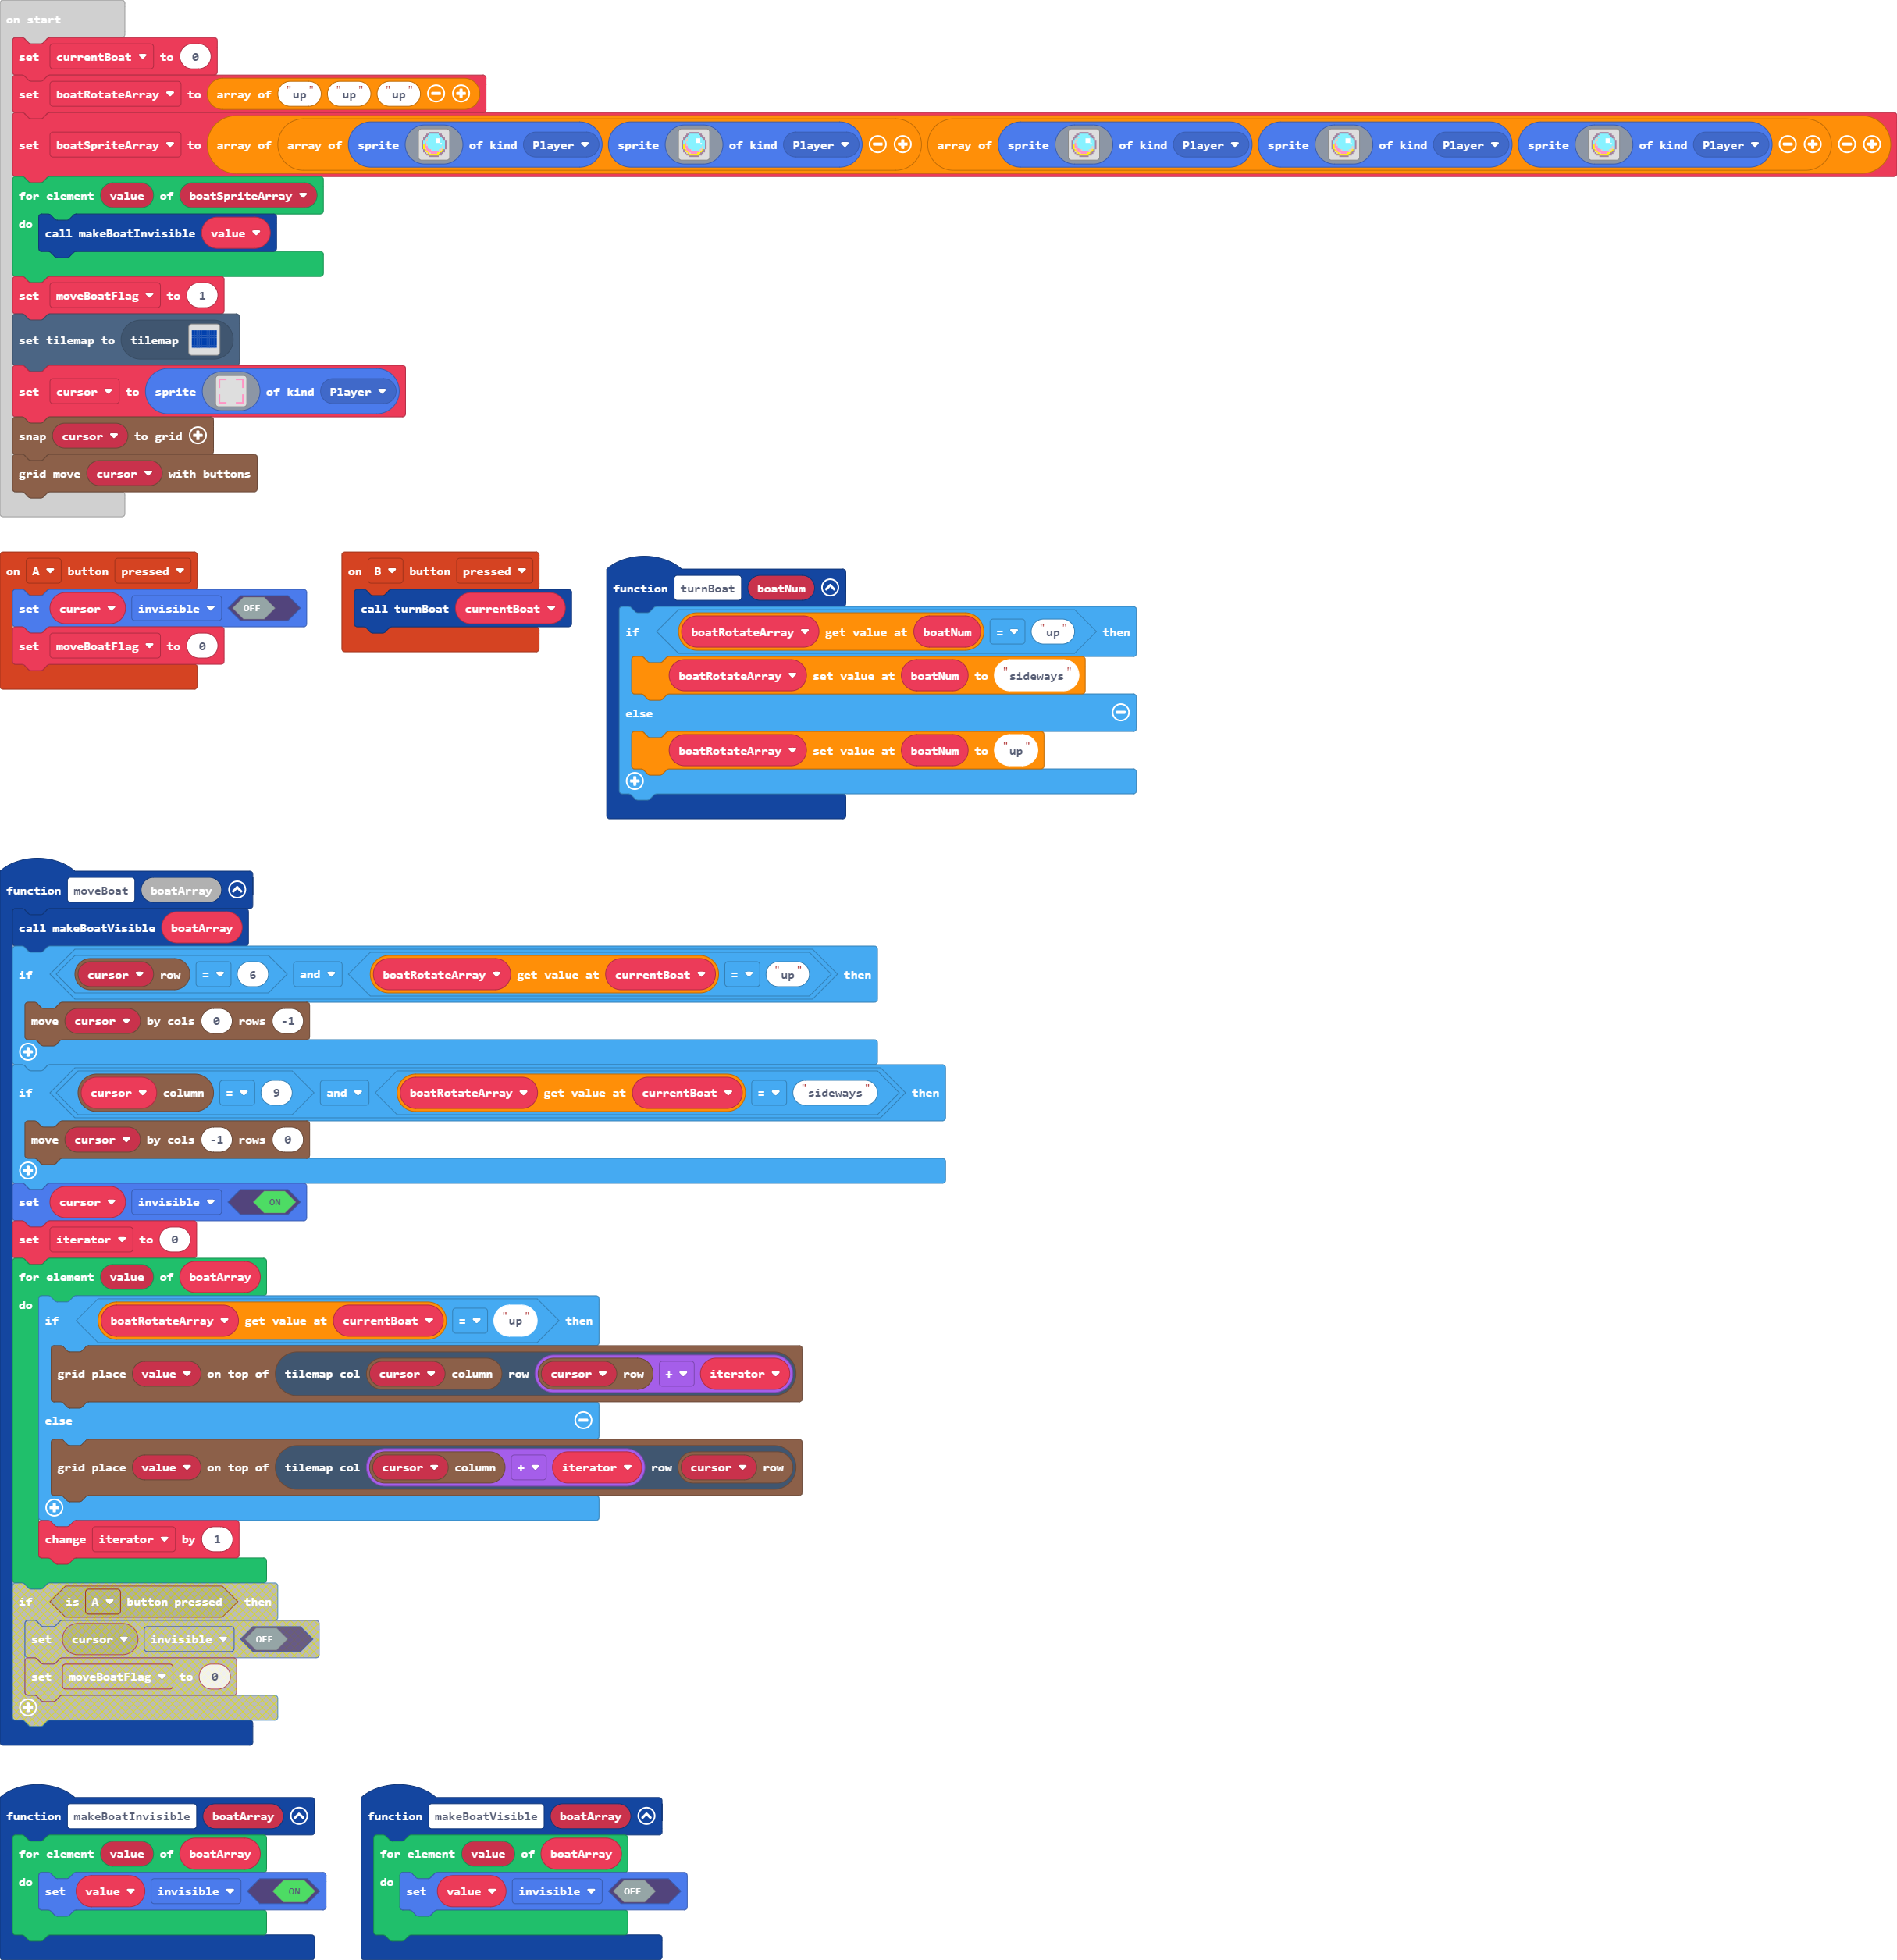 on start
set currentBoat to 0
set boatRotateArray to array of "up" "up" "up"
set boatSpriteArray to array of array of sprite of kind Player sprite of kind Player array of sprite of kind Player sprite of kind Player sprite of kind Player
for element value of boatSpriteArray
do
call makeBoatInvisible value
set moveBoatFlag to 1
set tilemap to tilemap
set cursor to sprite of kind Player
snap cursor to grid
grid move cursor with buttons
on A button pressed
set cursor invisible OFF
set moveBoatFlag to 0
on B button pressed
call turnBoat currentBoat
function turnBoat boatNum
if boatRotateArray get value at boatNum = "up" then
boatRotateArray set value at boatNum to "sideways"
else
boatRotateArray set value at boatNum to "up"
function moveBoat boatArray
call makeBoatVisible boatArray
if cursor row = 6 and boatRotateArray get value at currentBoat = "up" then
move cursor by cols 0 rows -1
if cursor column = 9 and boatRotateArray get value at currentBoat = "sideways" then
move cursor by cols -1 rows 0
set cursor invisible ON
set iterator to 0
for element value of boatArray
do
if boatRotateArray get value at currentBoat = "up" then
grid place value on top of tilemap col cursor column row cursor row + iterator
else
grid place value on top of tilemap col cursor column + iterator row cursor row
change iterator by 1
if is A button pressed then
set cursor invisible OFF
set moveBoatFlag to 0
function makeBoatInvisible boatArray
for element value of boatArray
do
set value invisible ON
function makeBoatVisible boatArray
for element value of boatArray
do
set value invisible OFF